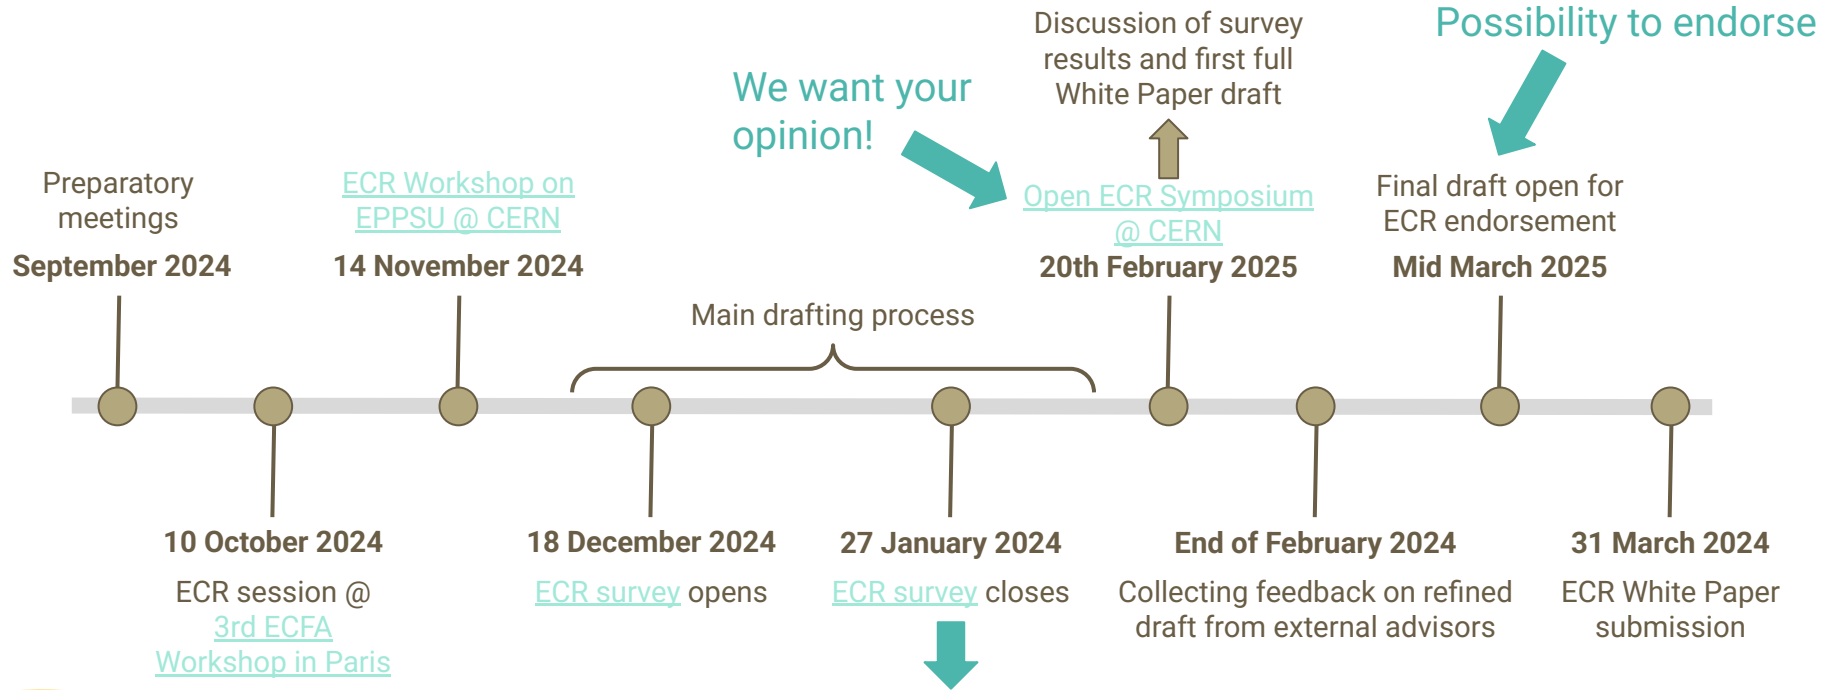 Discussion of survey
results and first full
White Paper draft
Possibility to endorse
We want your
opinion!
Preparatory
meetings
September 2024
ECR Workshop on
EPPSU @ CERN
14 November 2024
Open ECR Symposium
@ CERN
20th February 2025
Final draft open for
ECR endorsement
Mid March 2025
Main drafting process
10 October 2024
ECR session @
3rd ECFA
Workshop in Paris
18 December 2024
ECR survey opens
27 January 2024
ECR survey closes
End of February 2024
Collecting feedback on refined
draft from external advisors
31 March 2024
ECR White Paper
submission